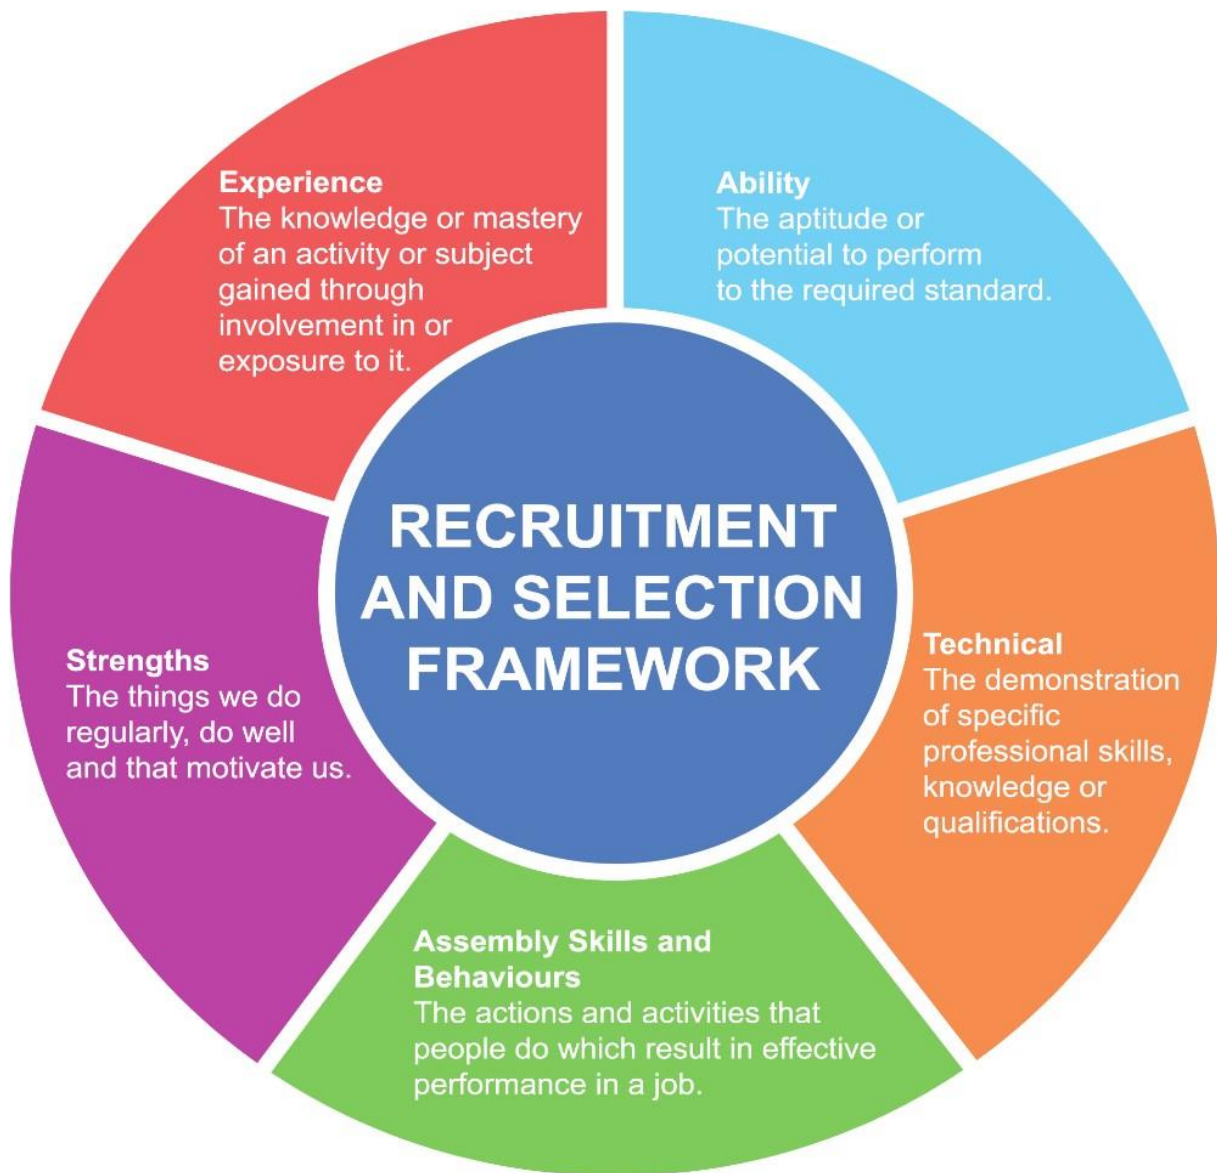 Experience
The knowledge or mastery
of an activity or subject
gained through
involvement in or
exposure to it.
Ability
The aptitude or
potential to perform
to the required standard.
RECRUITMENT
AND SELECTION
FRAMEWORK
Strengths
The things we do
regularly, do well
and that motivate us.
Technical
The demonstration
of specific
professional skills,
knowledge or
qualifications.
Assembly Skills and
Behaviours
The actions and activities that
people do which result in effective
performance in a job.